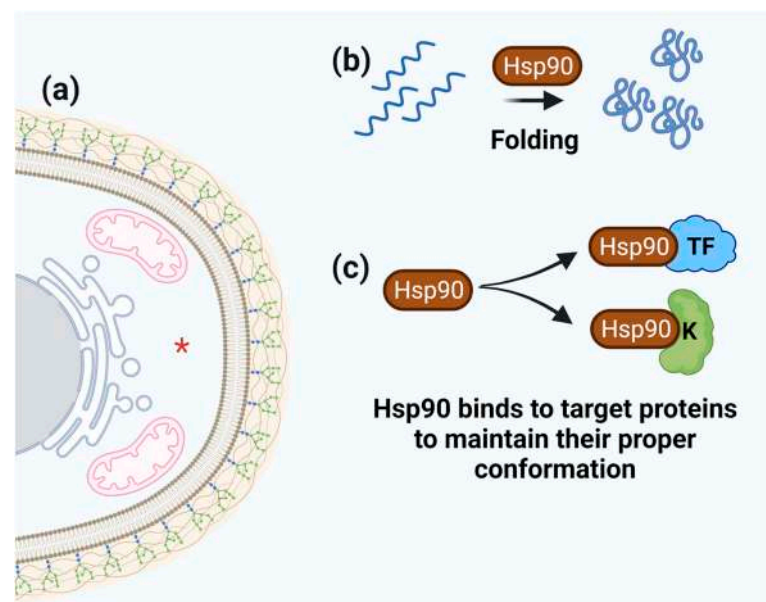 (a)
*
(b)
Hsp90
Folding
(c)
Hsp90
Hsp90 TF
Hsp90 K
Hsp90 binds to target proteins
to maintain their proper
conformation